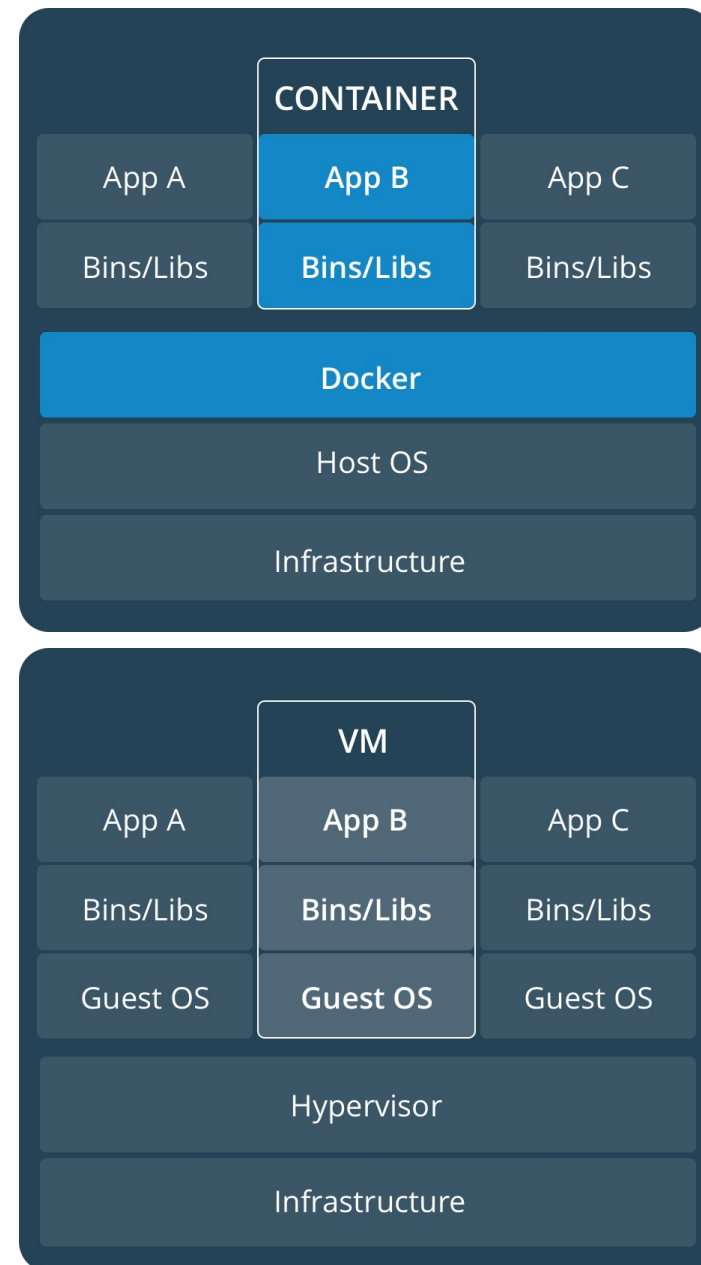 CONTAINER
App A App B App C
Bins/Libs Bins/Libs Bins/Libs
Docker
Host OS
Infrastructure
VM
App A App B App C
Bins/Libs Bins/Libs Bins/Libs
Guest OS Guest OS Guest OS
Hypervisor
Infrastructure